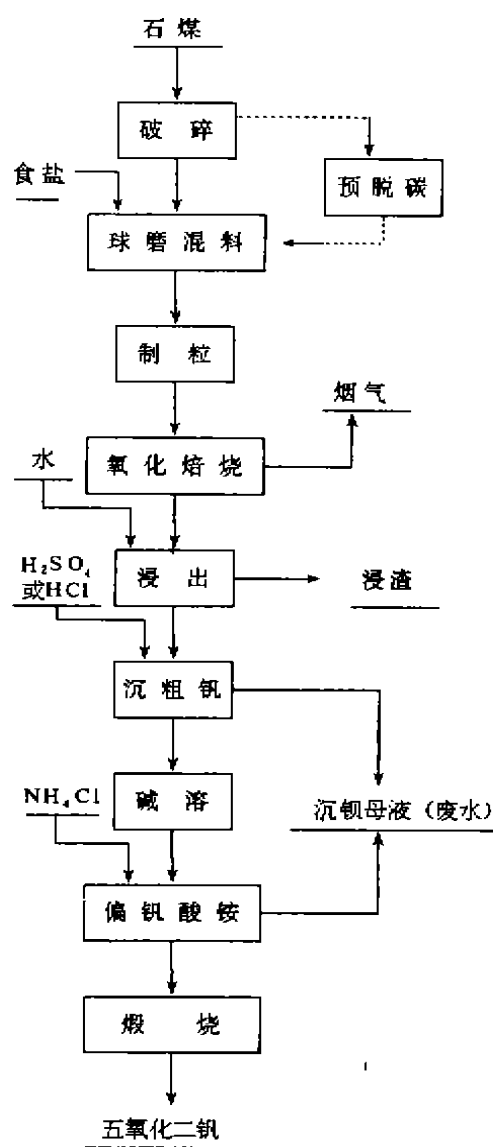 石煤
破碎
食盐
预脱碳
球磨混料
制粒
烟气
水
氧化焙烧
H₂SO₄
或HCl
浸出
浸渣
沉粗钒
NH₄Cl
碱溶
沉钡母液（废水）
偏钒酸铵
煅烧
五氧化二钒